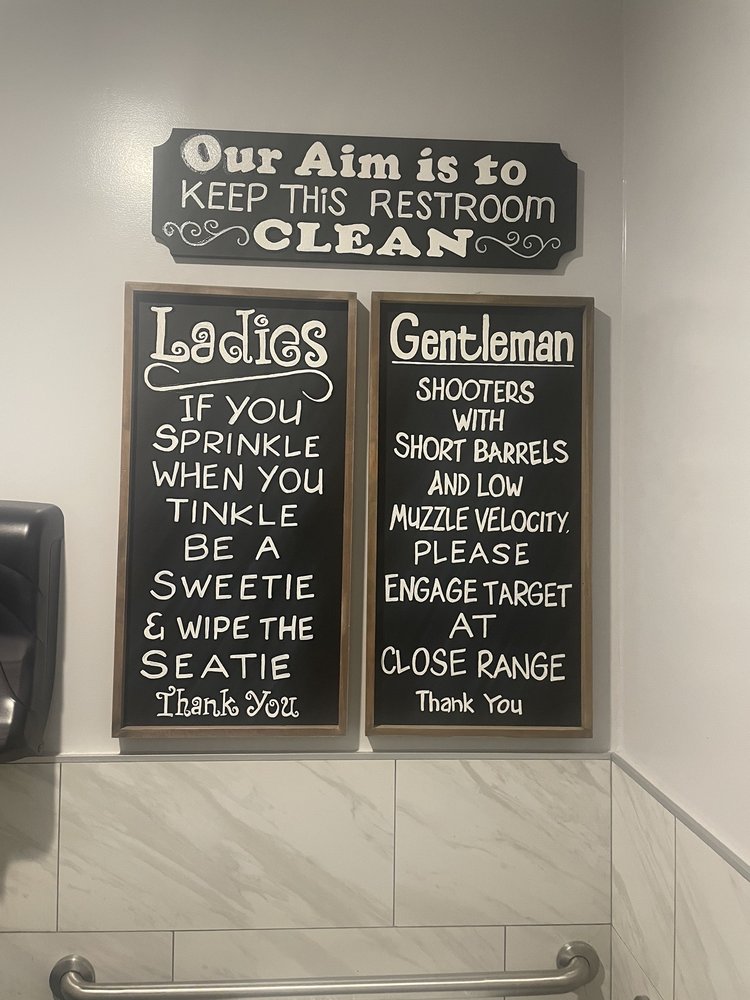 Our Aim is to
KEEP THiS RESTROOM
CLEAN
Ladies
IF YOU
SPRINKLE
WHEN YOU
TINKLE
BE A
SWEETIE
& WIPE THE
SEATIE
Thank You
Gentleman
SHOOTERS
WITH
SHORT BARRELS
AND LOW
MUZZLE VELOCITY,
PLEASE
ENGAGE TARGET
AT
CLOSE RANGE
Thank You